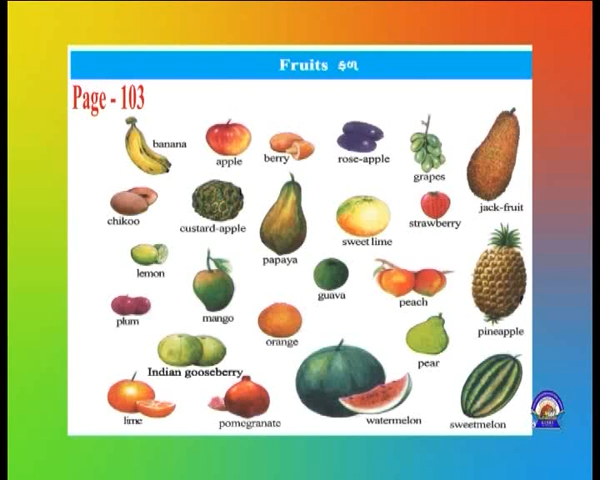 Fruits ફળ
Page - 103
banana
apple
berry
rose-apple
grapes
jack-fruit
chikoo
custard-apple
papaya
sweet lime
strawberry
lemon
mango
guava
peach
pineapple
plum
orange
pear
Indian gooseberry
lime
pomegranate
watermelon
sweetmelon